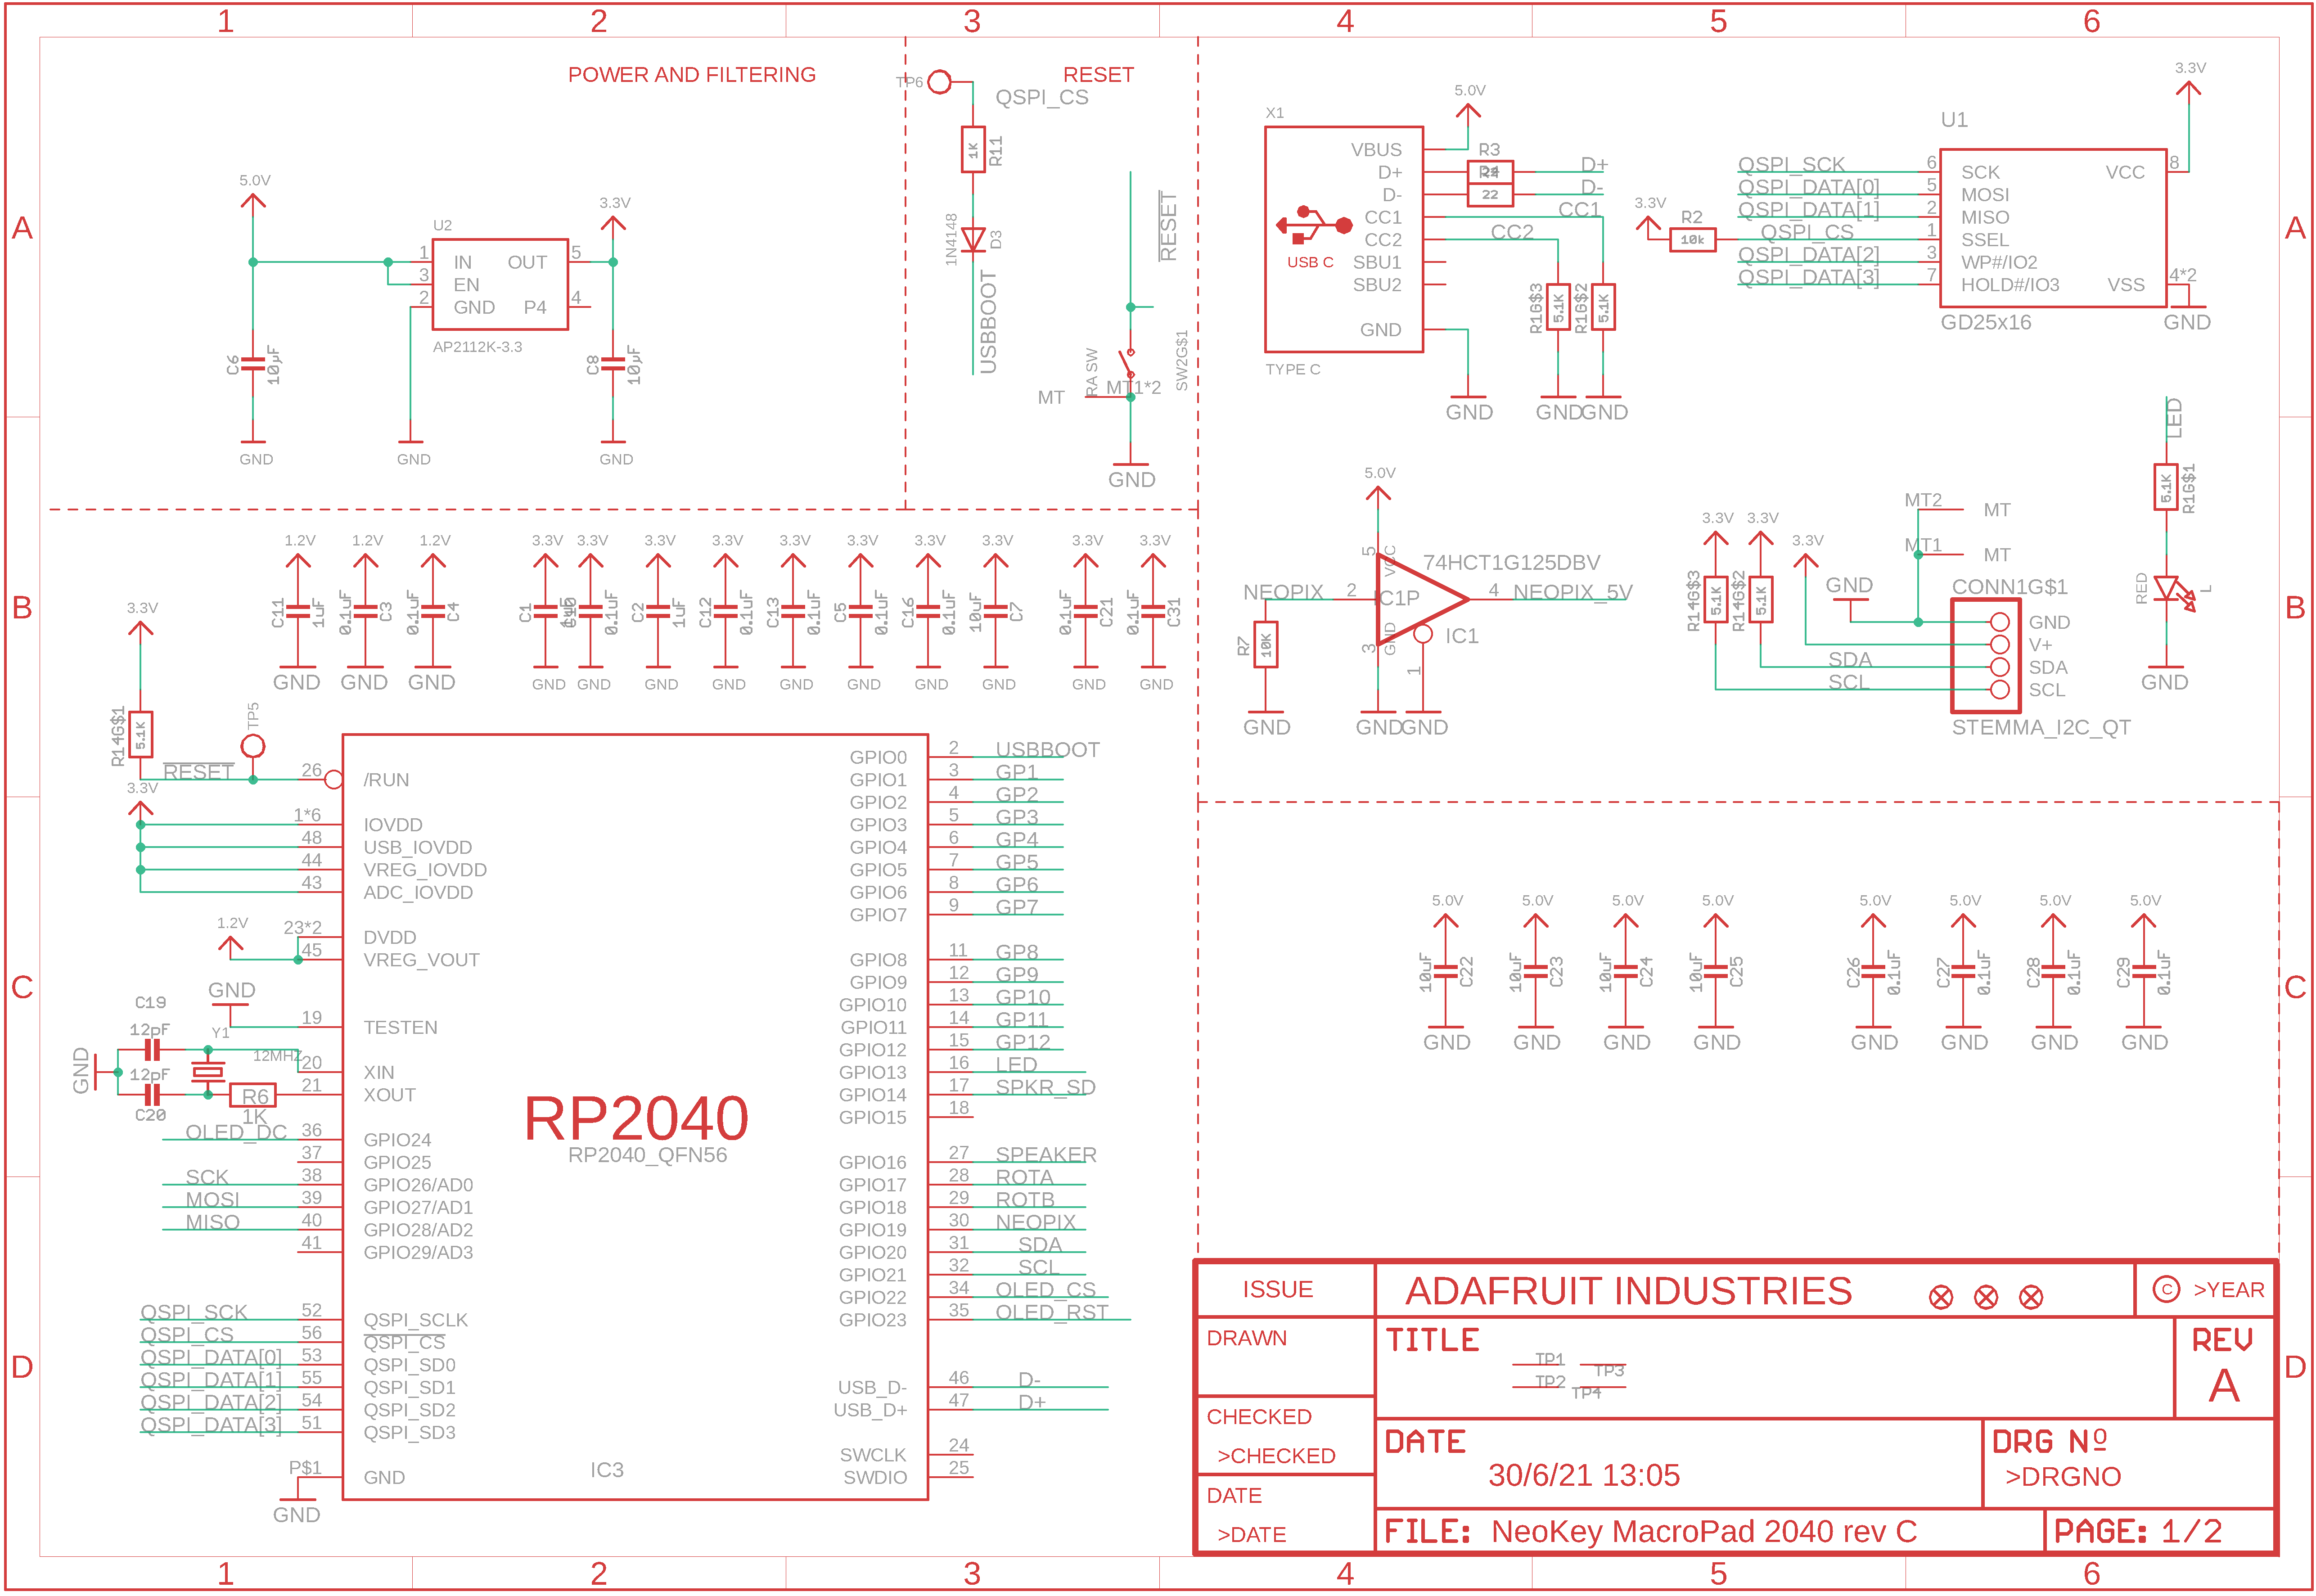 1 2 3 4 5 6
A
POWER AND FILTERING
RESET
TP6
QSPI_CS
1K
R11
1N4148
D3
USBBOOT
RESET
RA SW
SW2G$1
MT
MT1*2
GND
5.0V
U2
3.3V
1 IN OUT 5
3 EN
2 GND P4 4
AP2112K-3.3
C6
10µF
C8
10µF
GND
GND
GND
X1
5.0V
VBUS
D+
D-
CC1
CC2
SBU1
SBU2
GND
USB C
TYPE C
R3
22
D+
D-
CC1
CC2
R1G$3
5.1K
R1G$2
5.1K
GND
GND
GND
3.3V
R2
10k
U1
3.3V
QSPI_SCK 6 SCK VCC 8
QSPI_DATA[0] 5 MOSI
QSPI_DATA[1] 2 MISO
QSPI_CS 1 SSEL
QSPI_DATA[2] 3 WP#/IO2
QSPI_DATA[3] 7 HOLD#/IO3 VSS 4*2
GD25x16
GND
A
LED
5.1K
R1G$1
RED
L
GND
5.0V
5 VCC
74HCT1G125DBV
NEOPIX 2 IC1P 4 NEOPIX_5V
3 GND
IC1
1
R7
10K
GND
GND
GND
3.3V 3.3V
3.3V
R14G$3
5.1K
R14G$2
5.1K
MT2 MT
MT1 MT
GND
CONN1G$1
GND
V+
SDA SDA
SCL SCL
STEMMA_I2C_QT
B
1.2V 1.2V 1.2V 3.3V 3.3V 3.3V 3.3V 3.3V 3.3V 3.3V 3.3V 3.3V 3.3V
C11 1uF
0.1uF C3
0.1uF C4
C1
0.1uF
C2 1uF
C12 0.1uF
C13 0.1uF
C5 0.1uF
C16 0.1uF
10uF C7
0.1uF C21
0.1uF C31
GND GND GND GND GND GND GND GND GND GND GND GND GND
B
3.3V
R14G$1
5.1K
TP5
RESET 26 /RUN
3.3V
1*6 IOVDD
48 USB_IOVDD
44 VREG_IOVDD
43 ADC_IOVDD
1.2V
23*2 DVDD
45 VREG_VOUT
GND
19 TESTEN
C19
12pF
Y1
12MHZ
GND
12pF
C20
R6
1K
20 XIN
21 XOUT
OLED_DC 36 GPIO24
37 GPIO25
SCK 38 GPIO26/AD0
MOSI 39 GPIO27/AD1
MISO 40 GPIO28/AD2
41 GPIO29/AD3
QSPI_SCK 52 QSPI_SCLK
QSPI_CS 56 QSPI_CS
QSPI_DATA[0] 53 QSPI_SD0
QSPI_DATA[1] 55 QSPI_SD1
QSPI_DATA[2] 54 QSPI_SD2
QSPI_DATA[3] 51 QSPI_SD3
P$1 GND
GND
RP2040
RP2040_QFN56
IC3
GPIO0 2 USBBOOT
GPIO1 3 GP1
GPIO2 4 GP2
GPIO3 5 GP3
GPIO4 6 GP4
GPIO5 7 GP5
GPIO6 8 GP6
GPIO7 9 GP7
GPIO8 11 GP8
GPIO9 12 GP9
GPIO10 13 GP10
GPIO11 14 GP11
GPIO12 15 GP12
GPIO13 16 LED
GPIO14 17 SPKR_SD
GPIO15 18
GPIO16 27 SPEAKER
GPIO17 28 ROTA
GPIO18 29 ROTB
GPIO19 30 NEOPIX
GPIO20 31 SDA
GPIO21 32 SCL
GPIO22 34 OLED_CS
GPIO23 35 OLED_RST
USB_D- 46 D-
USB_D+ 47 D+
SWCLK 24
SWDIO 25
C
5.0V 5.0V 5.0V 5.0V 5.0V 5.0V 5.0V 5.0V
10uF C22
10uF C23
10uF C24
10uF C25
C26 0.1uF
C27 0.1uF
C28 0.1uF
C29 0.1uF
GND GND GND GND GND GND GND GND
C
D
ISSUE
ADAFRUIT INDUSTRIES
© >YEAR
DRAWN
TITLE
TP1 TP3
TP2 TP4
REV
A
CHECKED
>CHECKED
DATE
30/6/21 13:05
DRG Nº
>DRGNO
DATE
>DATE
FILE: NeoKey MacroPad 2040 rev C
PAGE: 1/2
D
1 2 3 4 5 6